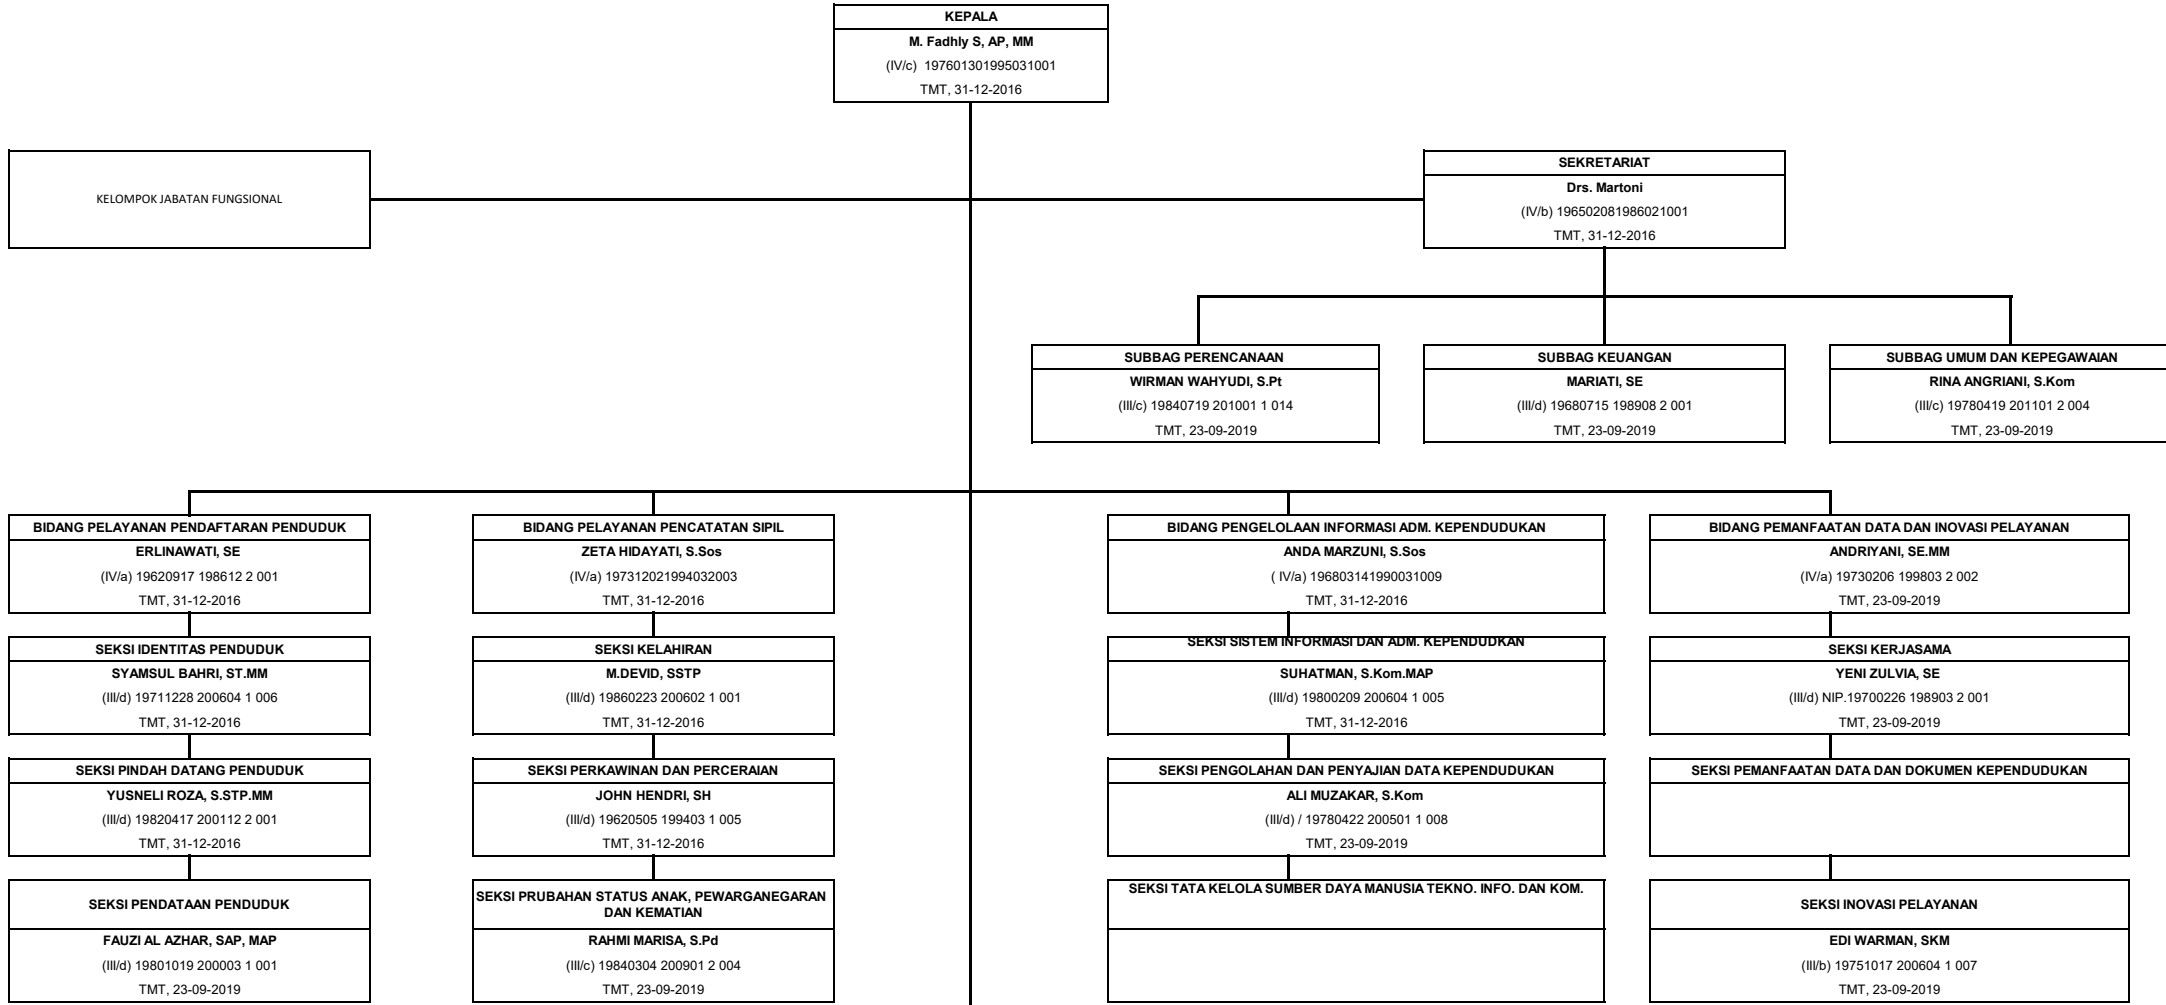 KEPALA
M. Fadhly S, AP, MM
(IV/c)  197601301995031001
TMT, 31-12-2016
KELOMPOK JABATAN FUNGSIONAL
SEKRETARIAT
Drs. Martoni
(IV/b) 196502081986021001
TMT, 31-12-2016
SUBBAG PERENCANAAN
WIRMAN WAHYUDI, S.Pt
(III/c) 19840719 201001 1 014
TMT, 23-09-2019
SUBBAG KEUANGAN
MARIATI, SE
(III/d) 19680715 198908 2 001
TMT, 23-09-2019
SUBBAG UMUM DAN KEPEGAWAIAN
RINA ANGRIANI, S.Kom
(III/c) 19780419 201101 2 004
TMT, 23-09-2019
BIDANG PELAYANAN PENDAFTARAN PENDUDUK
ERLINAWATI, SE
(IV/a) 19620917 198612 2 001
TMT, 31-12-2016
SEKSI IDENTITAS PENDUDUK
SYAMSUL BAHRI, ST.MM
(III/d) 19711228 200604 1 006
TMT, 31-12-2016
SEKSI PINDAH DATANG PENDUDUK
YUSNELI ROZA, S.STP.MM
(III/d) 19820417 200112 2 001
TMT, 31-12-2016
SEKSI PENDATAAN PENDUDUK
FAUZI AL AZHAR, SAP, MAP
(III/d) 19801019 200003 1 001
TMT, 23-09-2019
BIDANG PELAYANAN PENCATATAN SIPIL
ZETA HIDAYATI, S.Sos
(IV/a) 197312021994032003
TMT, 31-12-2016
SEKSI KELAHIRAN
M.DEVID, SSTP
(III/d) 19860223 200602 1 001
TMT, 31-12-2016
SEKSI PERKAWINAN DAN PERCERAIAN
JOHN HENDRI, SH
(III/d) 19620505 199403 1 005
TMT, 31-12-2016
SEKSI PRUBAHAN STATUS ANAK, PEWARGANEGARAN
DAN KEMATIAN
RAHMI MARISA, S.Pd
(III/c) 19840304 200901 2 004
TMT, 23-09-2019
BIDANG PENGELOLAAN INFORMASI ADM. KEPENDUDUKAN
ANDA MARZUNI, S.Sos
( IV/a) 196803141990031009
TMT, 31-12-2016
SEKSI SISTEM INFORMASI DAN ADM. KEPENDUDKAN
SUHATMAN, S.Kom.MAP
(III/d) 19800209 200604 1 005
TMT, 31-12-2016
SEKSI PENGOLAHAN DAN PENYAJIAN DATA KEPENDUDUKAN
ALI MUZAKAR, S.Kom
(III/d) / 19780422 200501 1 008
TMT, 23-09-2019
SEKSI TATA KELOLA SUMBER DAYA MANUSIA TEKNO. INFO. DAN KOM.
BIDANG PEMANFAATAN DATA DAN INOVASI PELAYANAN
ANDRIYANI, SE.MM
(IV/a) 19730206 199803 2 002
TMT, 23-09-2019
SEKSI KERJASAMA
YENI ZULVIA, SE
(III/d) NIP.19700226 198903 2 001
TMT, 23-09-2019
SEKSI PEMANFAATAN DATA DAN DOKUMEN KEPENDUDUKAN
SEKSI INOVASI PELAYANAN
EDI WARMAN, SKM
(III/b) 19751017 200604 1 007
TMT, 23-09-2019